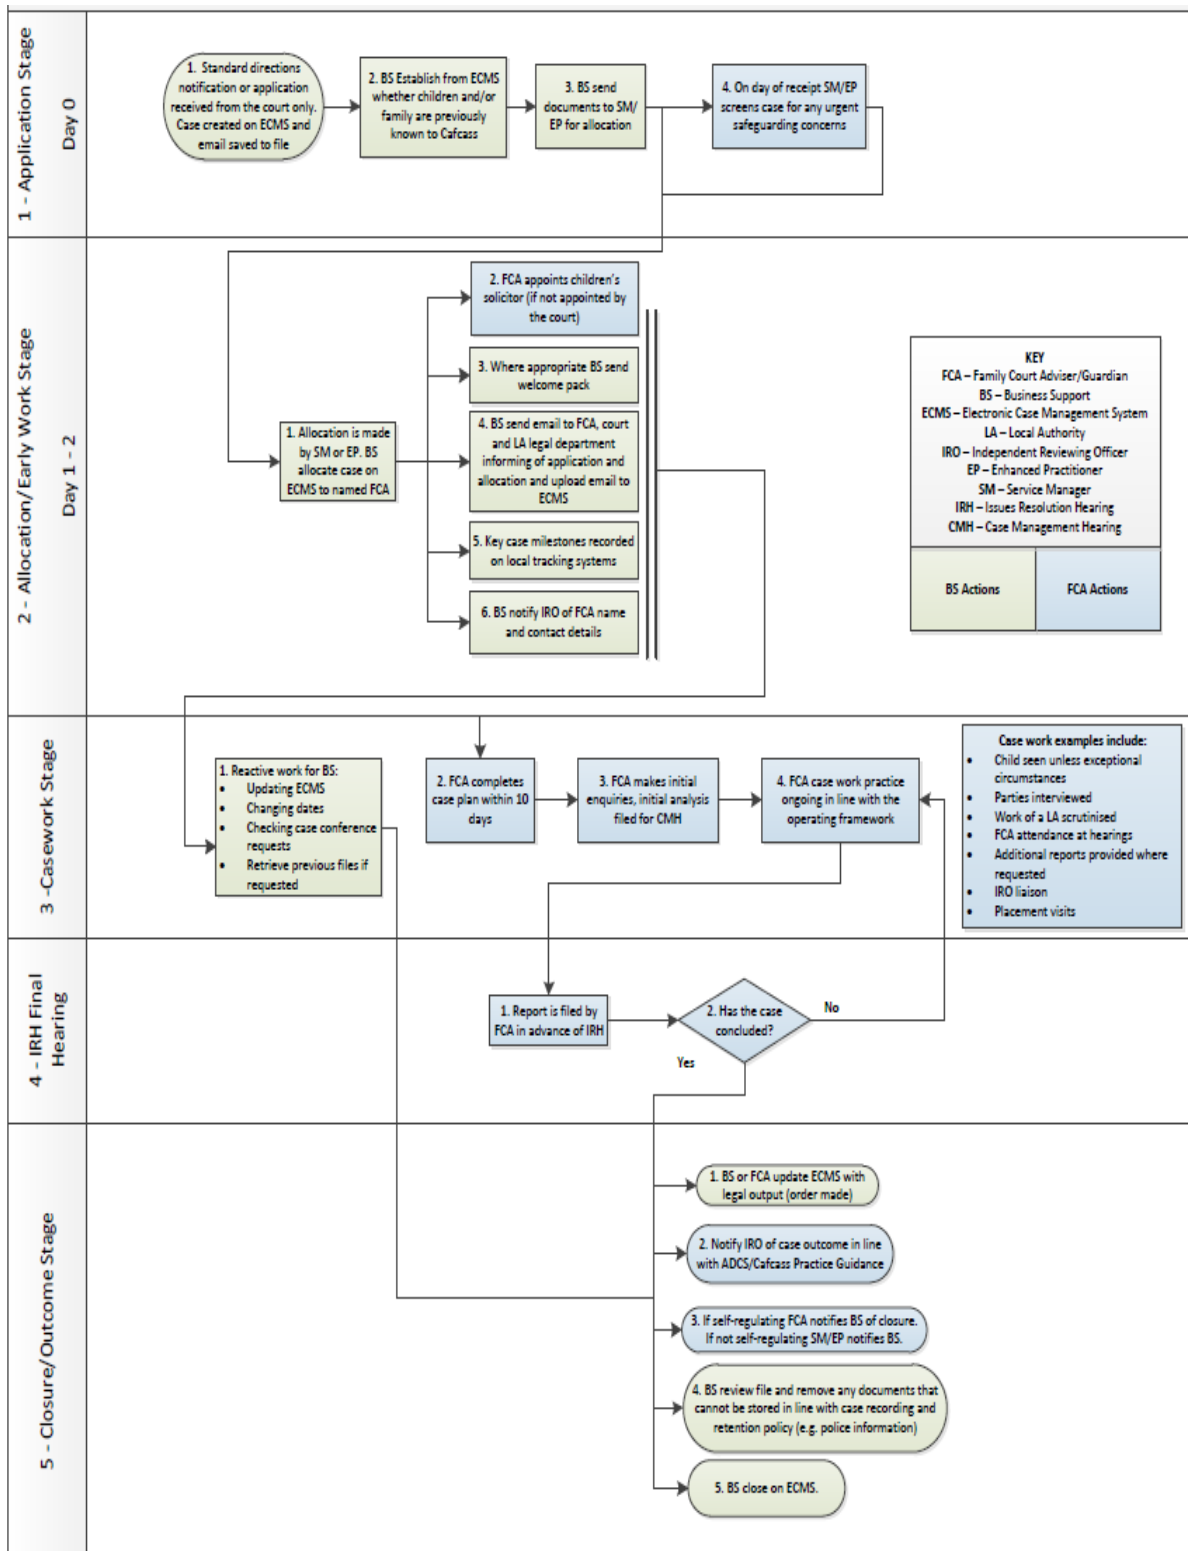 1 - Application Stage
Day 0
1. Standard directions
notification or application
received from the court only.
Case created on ECMS and
email saved to file
2. BS Establish from ECMS
whether children and/or
family are previously
known to Cafcass
3. BS send
documents to SM/
EP for allocation
4. On day of receipt SM/EP
screens case for any urgent
safeguarding concerns
2 - Allocation/Early Work Stage
Day 1 - 2
1. Allocation is made
by SM or EP. BS
allocate case on
ECMS to named FCA
2. FCA appoints children's
solicitor (if not appointed by
the court)
3. Where appropriate BS send
welcome pack
4. BS send email to FCA, court
and LA legal department
informing of application and
allocation and upload email to
ECMS
5. Key case milestones recorded
on local tracking systems
6. BS notify IRO of FCA name
and contact details
KEY
FCA – Family Court Adviser/Guardian
BS – Business Support
ECMS – Electronic Case Management System
LA – Local Authority
IRO – Independent Reviewing Officer
EP – Enhanced Practitioner
SM – Service Manager
IRH – Issues Resolution Hearing
CMH – Case Management Hearing
BS Actions
FCA Actions
3 -Casework Stage
1. Reactive work for BS:
• Updating ECMS
• Changing dates
• Checking case conference
requests
• Retrieve previous files if
requested
2. FCA completes
case plan within 10
days
3. FCA makes initial
enquiries, initial analysis
filed for CMH
4. FCA case work practice
ongoing in line with the
operating framework
Case work examples include:
• Child seen unless exceptional
circumstances
• Parties interviewed
• Work of a LA scrutinised
• FCA attendance at hearings
• Additional reports provided where
requested
• IRO liaison
• Placement visits
4 - IRH Final
Hearing
1. Report is filed by
FCA in advance of IRH
2. Has the case
concluded?
No
Yes
5 - Closure/Outcome Stage
1. BS or FCA update ECMS with
legal output (order made)
2. Notify IRO of case outcome in line
with ADCS/Cafcass Practice Guidance
3. If self-regulating FCA notifies BS of closure.
If not self-regulating SM/EP notifies BS.
4. BS review file and remove any documents that
cannot be stored in line with case recording and
retention policy (e.g. police information)
5. BS close on ECMS.